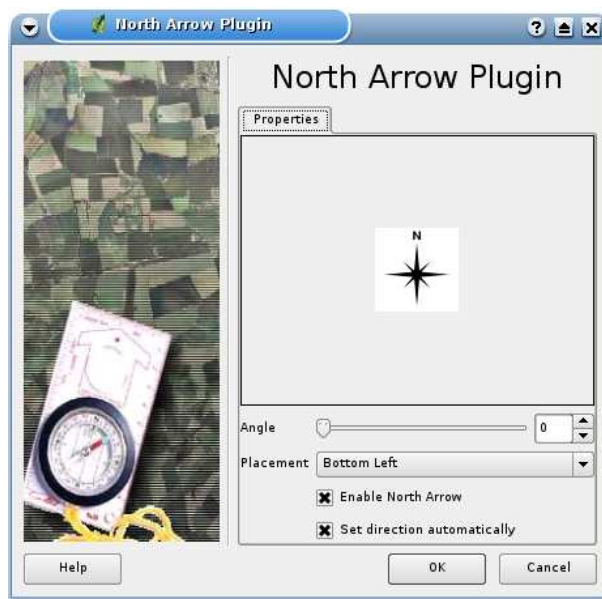 North Arrow Plugin
North Arrow Plugin
Properties
N
Angle
0
Placement Bottom Left
Enable North Arrow
Set direction automatically
Help
OK
Cancel